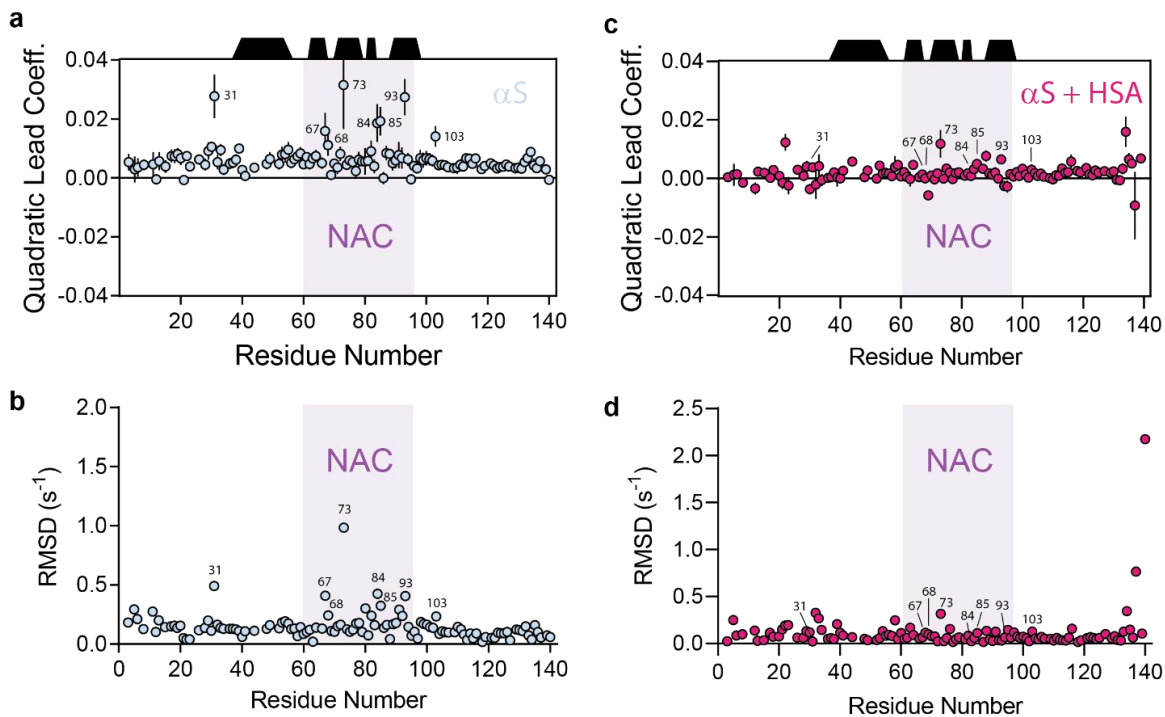 a
Quadratic Lead Coeff.
0.04
0.02
0.00
-0.02
-0.04
αS
31
67
68
73
84
85
93
103
NAC
20 40 60 80 100 120 140
Residue Number
c
Quadratic Lead Coeff.
0.04
0.02
0.00
-0.02
-0.04
αS + HSA
31
67
68
73
84
85
93
103
NAC
20 40 60 80 100 120 140
Residue Number
b
RMSD (s⁻¹)
2.0
1.5
1.0
0.5
0.0
NAC
31
67
68
73
84
85
93
103
0 20 40 60 80 100 120 140
Residue Number
d
RMSD (s⁻¹)
2.5
2.0
1.5
1.0
0.5
0.0
NAC
31
67
68
73
84
85
93
103
0 20 40 60 80 100 120 140
Residue Number